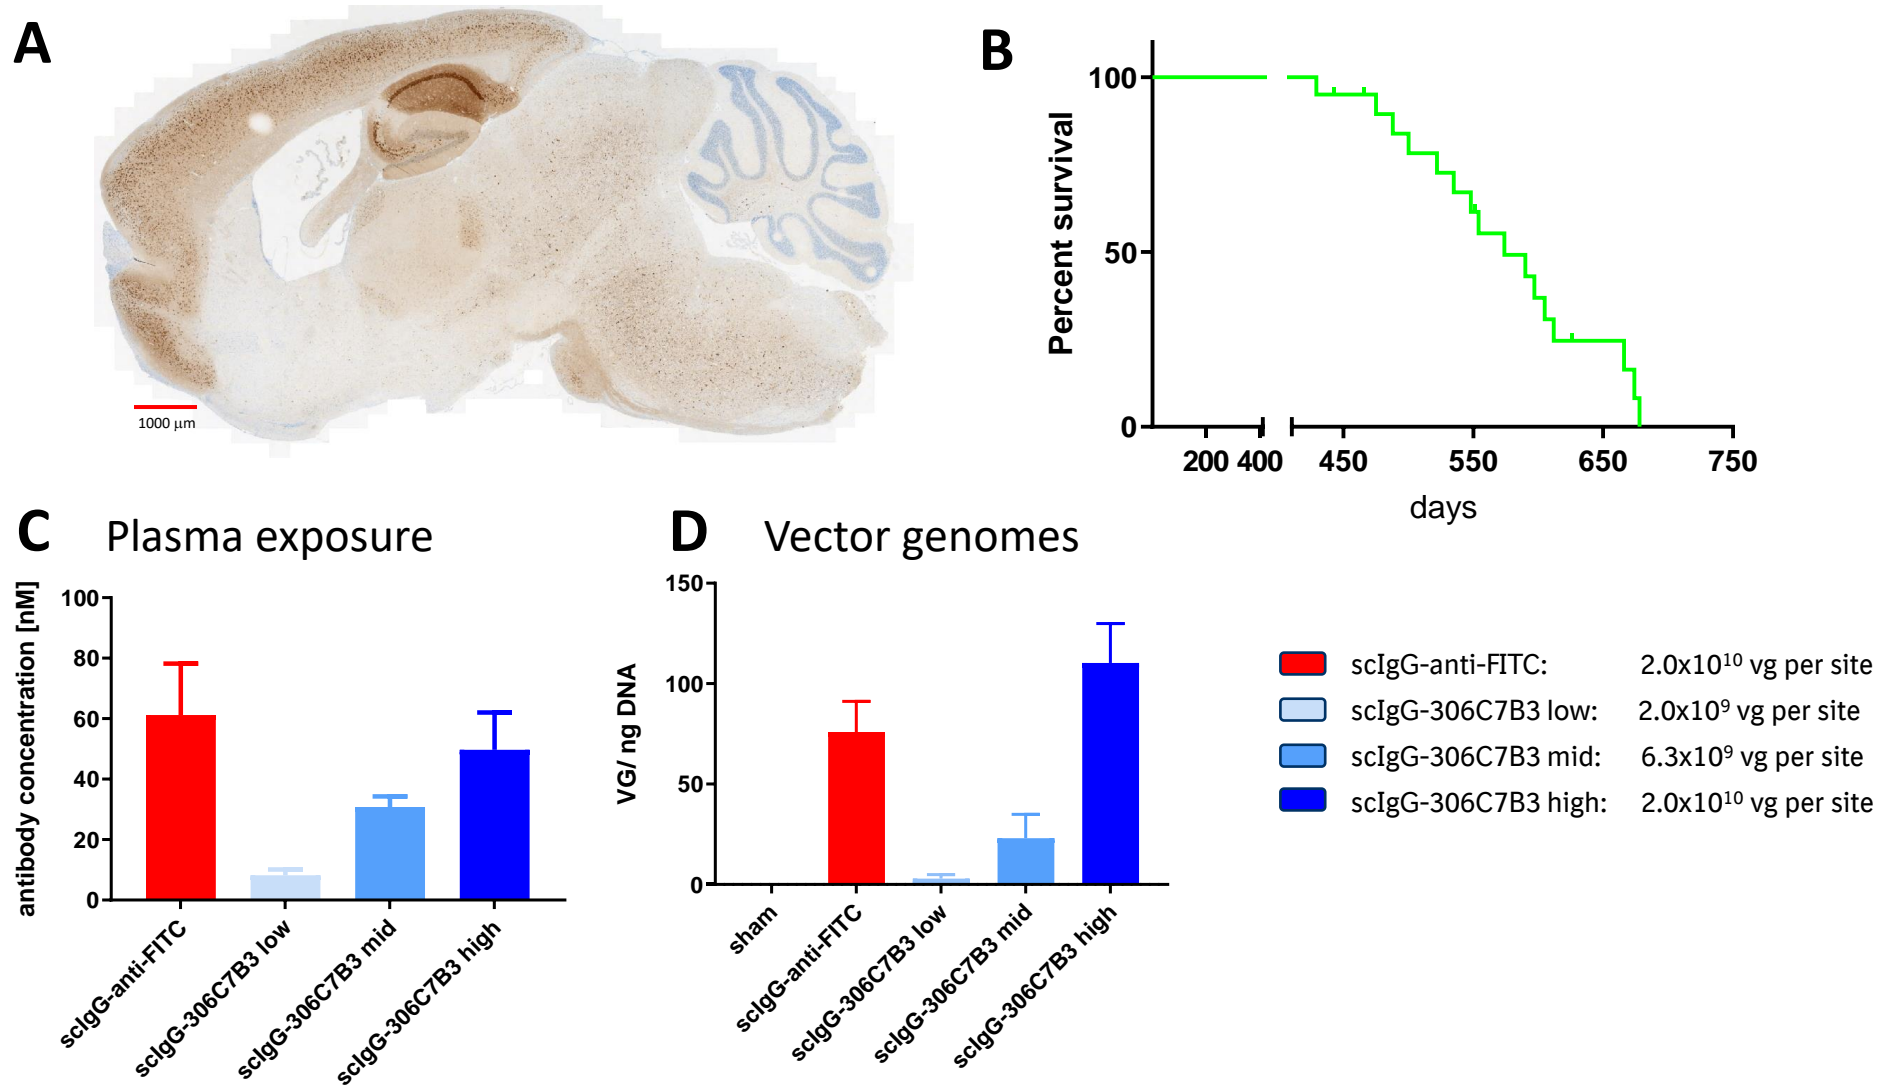 A
1000 μm
B
Percent survival
100
50
0
200 400 450 550 650 750
days
C Plasma exposure
antibody concentration [nM]
100
80
60
40
20
0
scIgG-anti-FITC
scIgG-306C7B3 low
scIgG-306C7B3 mid
scIgG-306C7B3 high
D Vector genomes
VG/ ng DNA
150
100
50
0
sham
scIgG-anti-FITC
scIgG-306C7B3 low
scIgG-306C7B3 mid
scIgG-306C7B3 high
scIgG-anti-FITC: 2.0x10¹⁰ vg per site
scIgG-306C7B3 low: 2.0x10⁹ vg per site
scIgG-306C7B3 mid: 6.3x10⁹ vg per site
scIgG-306C7B3 high: 2.0x10¹⁰ vg per site